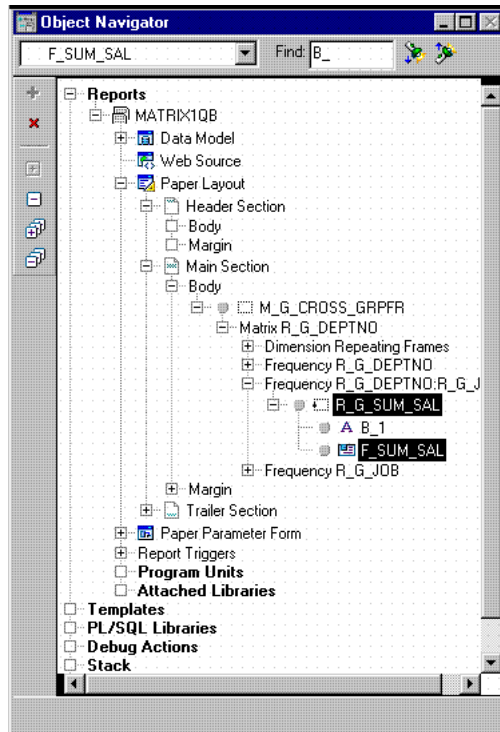 Object Navigator
F_SUM_SAL Find: B_
Reports
MATRIX1QB
Data Model
Web Source
Paper Layout
Header Section
Body
Margin
Main Section
Body
M_G_CROSS_GRPFR
Matrix R_G_DEPTNO
Dimension Repeating Frames
Frequency R_G_DEPTNO
Frequency R_G_DEPTNO:R_G_J
R_G_SUM_SAL
A B_1
F_SUM_SAL
Frequency R_G_JOB
Margin
Trailer Section
Paper Parameter Form
Report Triggers
Program Units
Attached Libraries
Templates
PL/SQL Libraries
Debug Actions
Stack